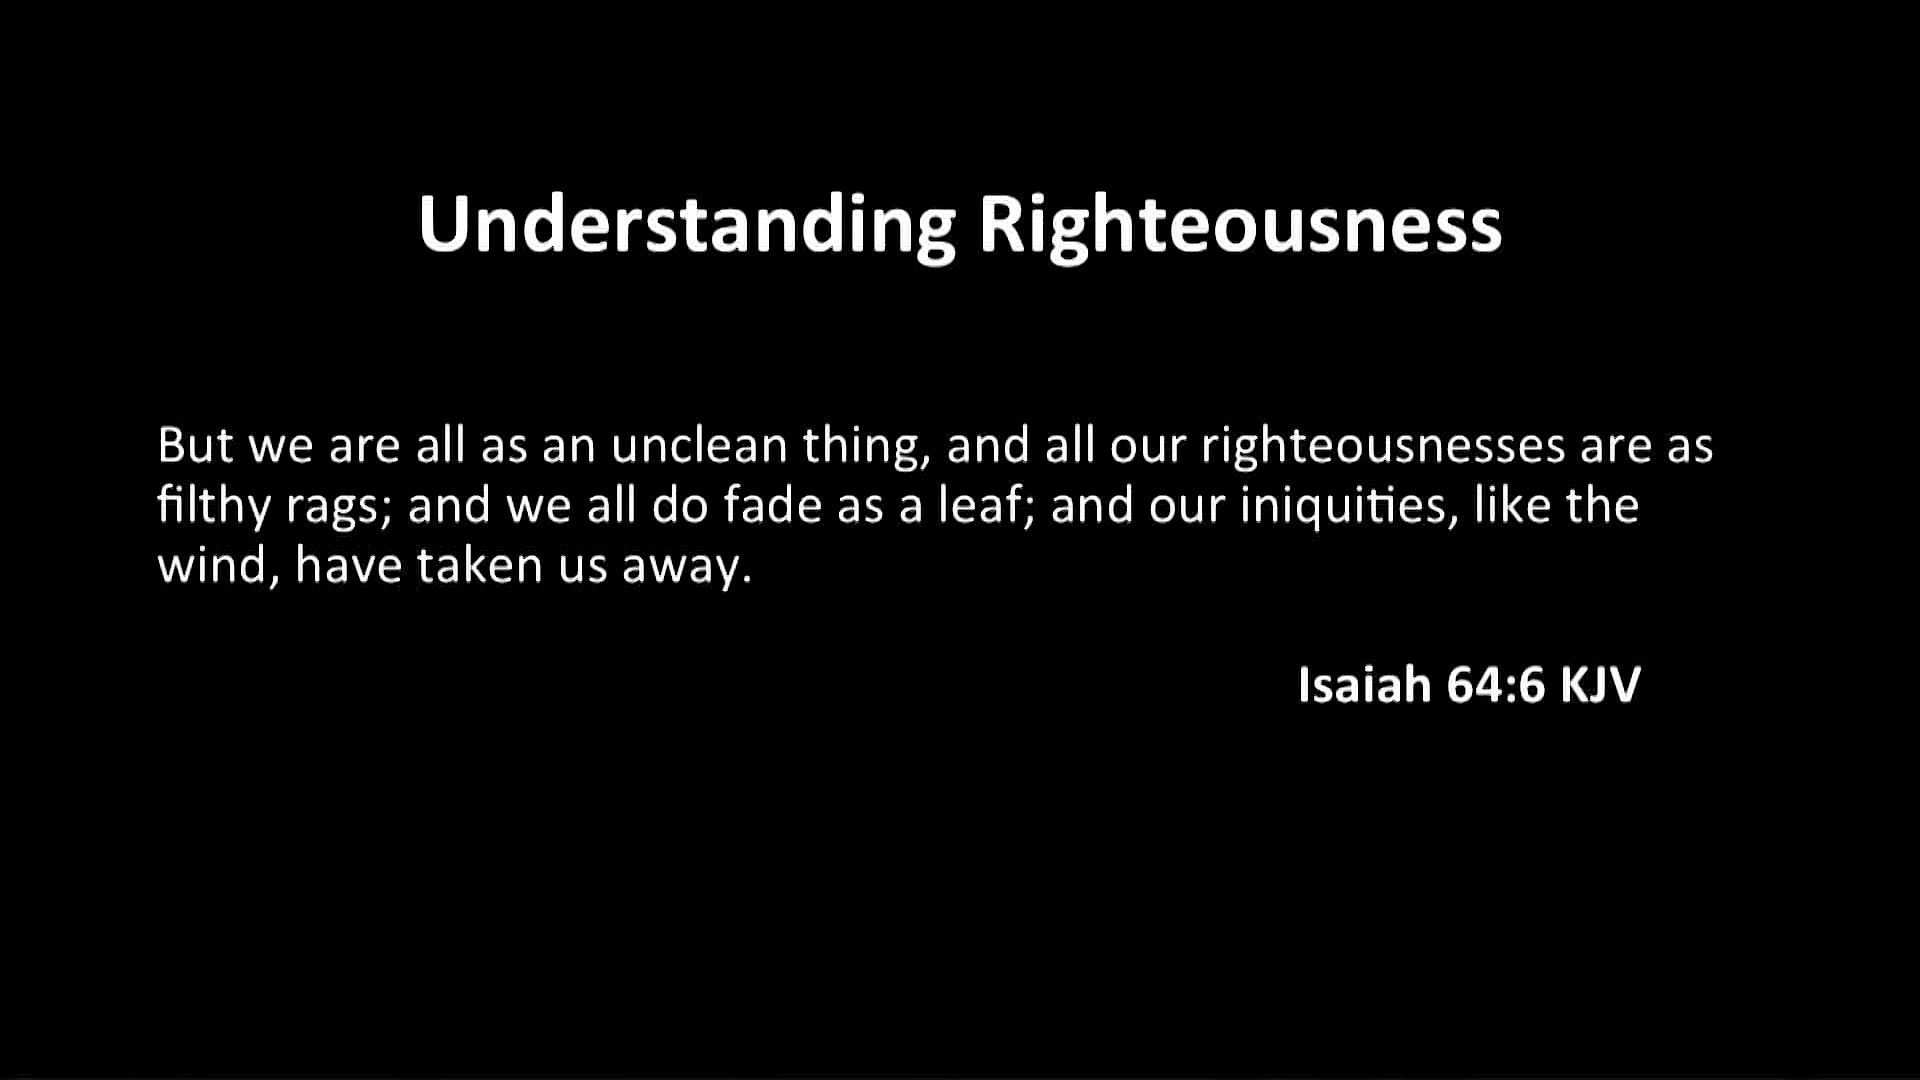 Understanding Righteousness
But we are all as an unclean thing, and all our righteousnesses are as
filthy rags; and we all do fade as a leaf; and our iniquities, like the
wind, have taken us away.
Isaiah 64:6 KJV